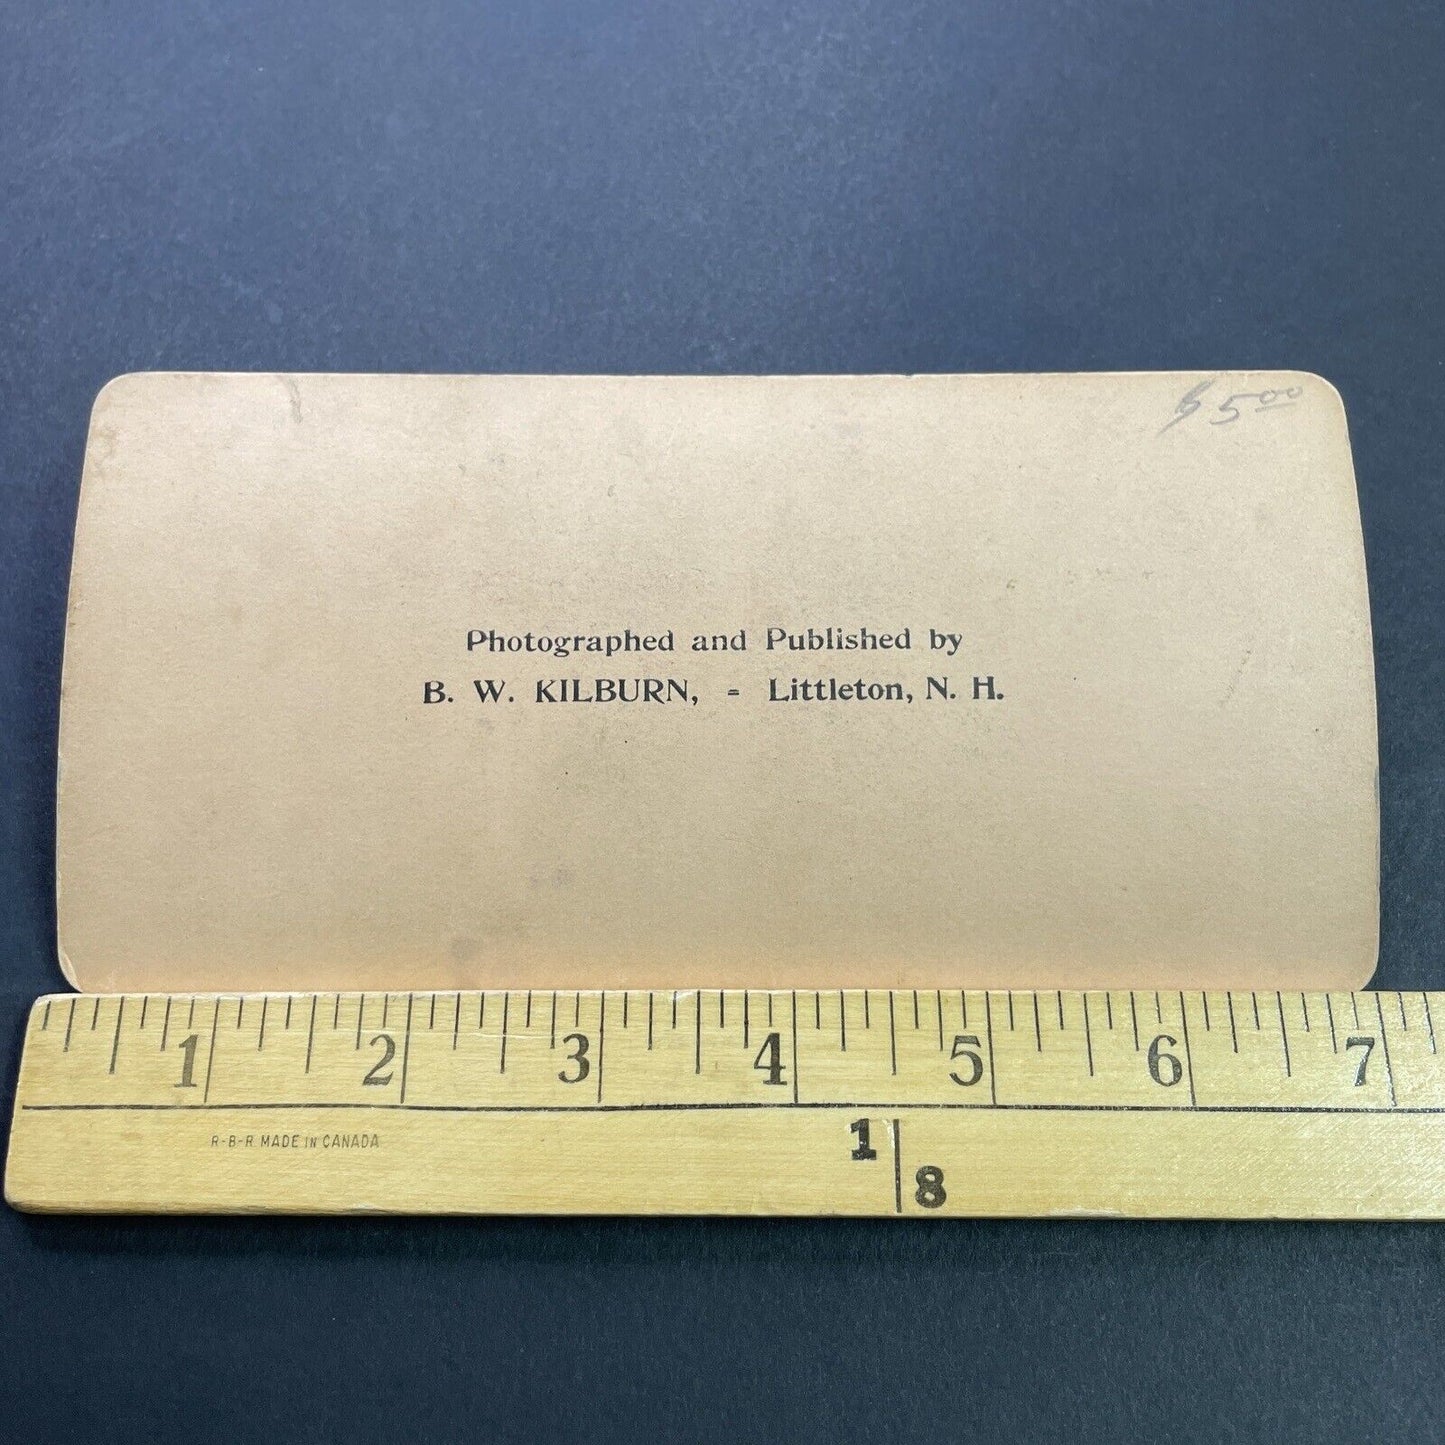 $5.00
Photographed and Published by
B. W. KILBURN, = Littleton, N. H.
1 2 3 4 5 6 7
R-B-R MADE IN CANADA
1
8